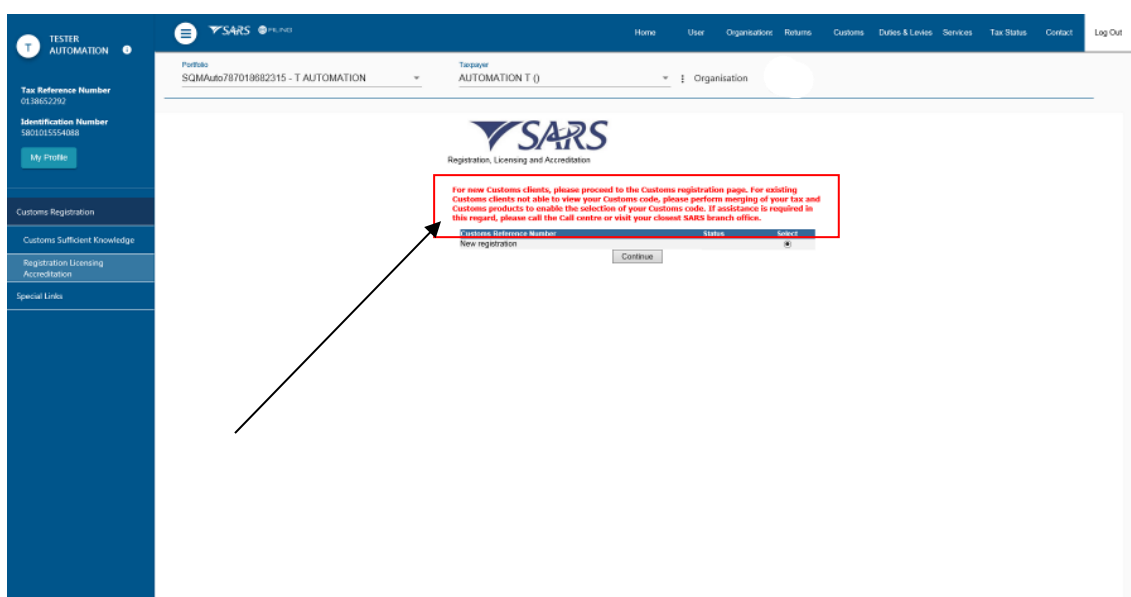 T
TESTER
AUTOMATION
Tax Reference Number
0138652292
Identification Number
5801015554088
My Profile
Customs Registration
Customs Sufficient Knowledge
Registration Licensing
Accreditation
Special Links
SARS eFILING
Home User Organisations Returns Customs Duties & Levies Services Tax Status Contact Log Out
Portfolio
SQMAuto787018682315 - T AUTOMATION
Taxpayer
AUTOMATION T ()
Organisation
SARS
Registration, Licensing and Accreditation
For new Customs clients, please proceed to the Customs registration page. For existing
Customs clients not able to view your Customs code, please perform merging of your tax and
Customs products to enable the selection of your Customs code. If assistance is required in
this regard, please call the Call centre or visit your closest SARS branch office.
Customs Reference Number Status Select
New registration
Continue